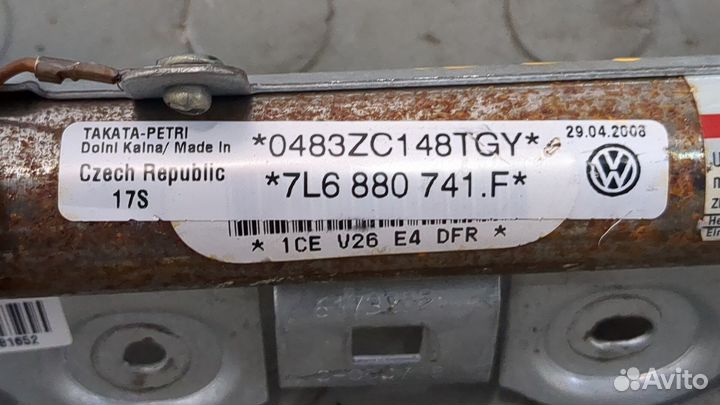 TAKATA-PETRI
Dolni Kalna/ Made In
Czech Republic
17S
*0483ZC148TGY*
*7L6 880 741.F*
29.04.2008
* 1CE V26 E4 DFR *
81652
Avito